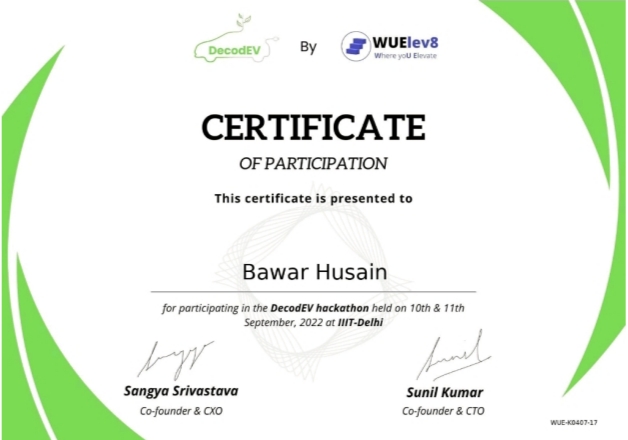 DecodEV By WUElev8
Where yoU Elevate
CERTIFICATE
OF PARTICIPATION
This certificate is presented to
Bawar Husain
for participating in the DecodEV hackathon held on 10th & 11th
September, 2022 at IIIT-Delhi
Sangya Srivastava
Co-founder & CXO
Sunil Kumar
Co-founder & CTO
WUE-K0407-17